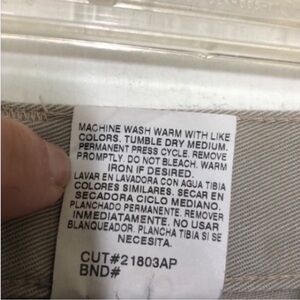 MACHINE WASH WARM WITH LIKE
COLORS. TUMBLE DRY MEDIUM.
PERMANENT PRESS CYCLE. REMOVE
PROMPTLY. DO NOT BLEACH. WARM
IRON IF DESIRED.
LAVAR EN LAVADORA CON AGUA TIBIA
COLORES SIMILARES. SECAR EN
SECADORA CICLO MEDIANO.
PLANCHADO PERMANENTE. REMOVER
INMEDIATAMENTE. NO USAR
BLANQUEADOR. PLANCHA TIBIA SI SE
NECESITA.
CUT#21803AP
BND#